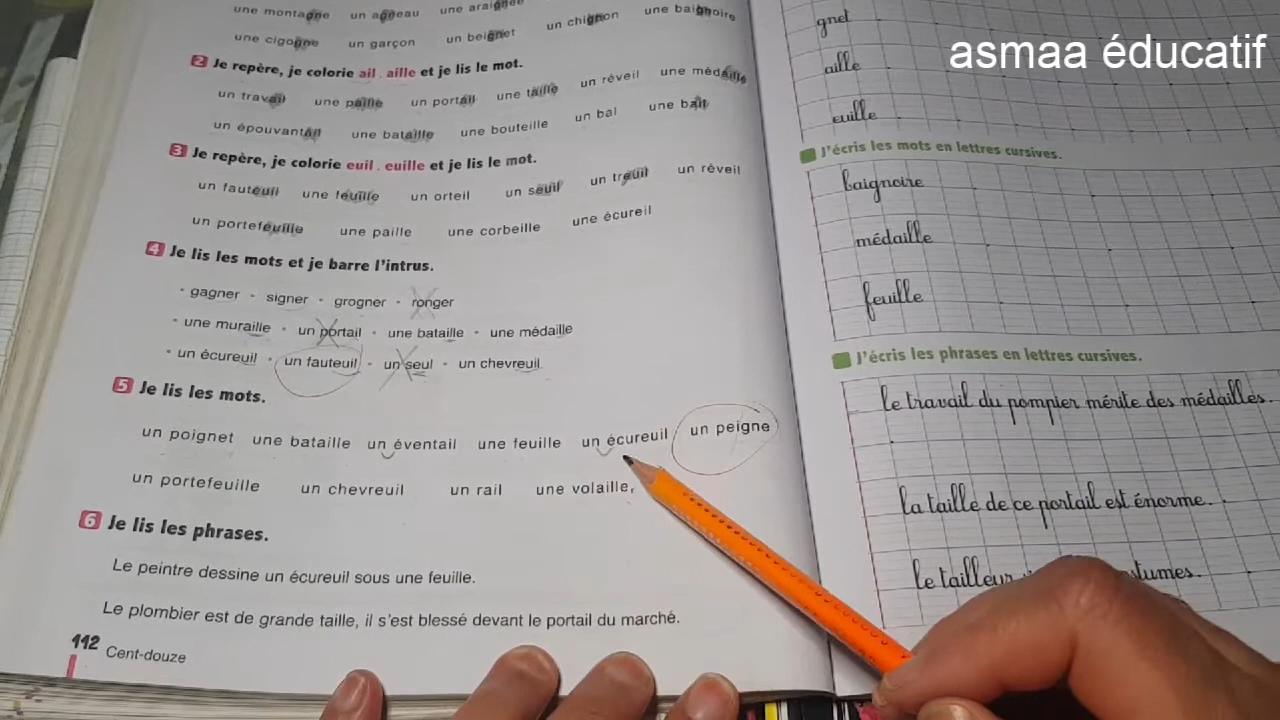 asmaa éducatif
une montagne un agneau une araignée un chignon une baignoire
une cigogne un garçon un beignet
2 Je repère, je colorie ail . aille et je lis le mot.
un travail une paille un portail une taille un réveil une médaille
un épouvantail une bataille une bouteille un bal une bail
3 Je repère, je colorie euil . euille et je lis le mot.
un fauteuil une feuille un orteil un seuil un treuil un réveil
un portefeuille une paille une corbeille une écureil
4 Je lis les mots et je barre l'intrus.
• gagner • signer • grogner • ronger
• une muraille • un portail • une bataille • une médaille
• un écureuil • un fauteuil • un seul • un chevreuil
5 Je lis les mots.
un poignet une bataille un éventail une feuille un écureuil un peigne
un portefeuille un chevreuil un rail une volaille,
6 Je lis les phrases.
Le peintre dessine un écureuil sous une feuille.
Le plombier est de grande taille, il s'est blessé devant le portail du marché.
112 Cent-douze
gnet
aille
euille
J'écris les mots en lettres cursives.
baignoire
médaille
feuille
J'écris les phrases en lettres cursives.
le travail du pompier mérite des médailles.
la taille de ce portail est énorme.
le tailleur